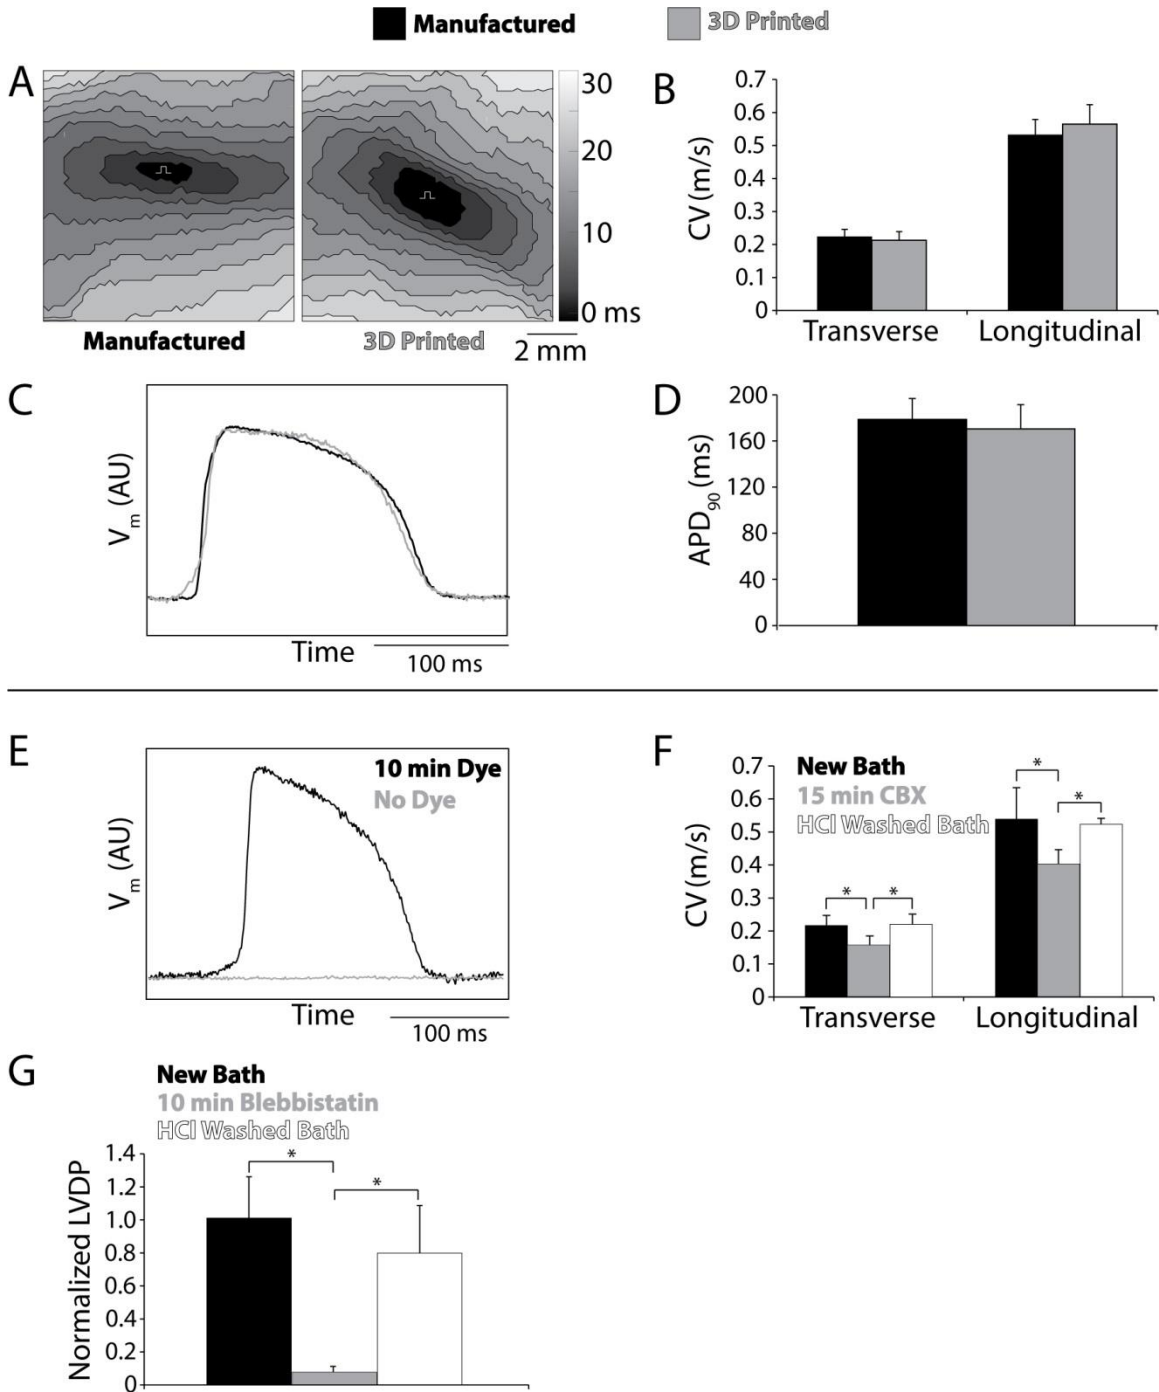 Manufactured
3D Printed
A
30
20
10
0 ms
Manufactured
3D Printed
2 mm
B
CV (m/s)
0.7
0.6
0.5
0.4
0.3
0.2
0.1
0
Transverse
Longitudinal
C
Vm (AU)
Time
100 ms
D
APD90 (ms)
200
160
120
80
40
0
E
Vm (AU)
10 min Dye
No Dye
Time
100 ms
F
CV (m/s)
0.7
0.6
0.5
0.4
0.3
0.2
0.1
0
New Bath
15 min CBX
HCl Washed Bath
*
*
*
*
Transverse
Longitudinal
G
New Bath
10 min Blebbistatin
HCl Washed Bath
Normalized LVDP
1.4
1.2
1.0
0.8
0.6
0.4
0.2
0
*
*